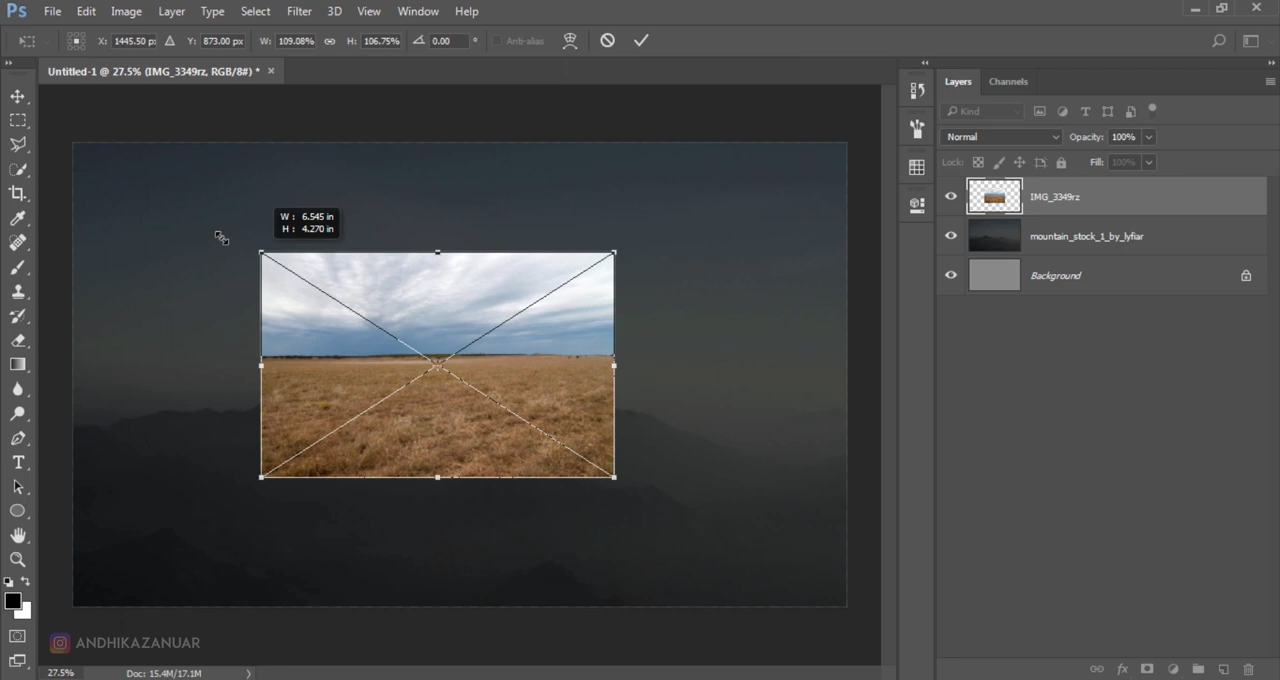 Ps File Edit Image Layer Type Select Filter 3D View Window Help
X: 1445.50 p: Y: 873.00 px W: 109.08% H: 106.75% 0.00 ° Anti-alias
Untitled-1 @ 27.5% (IMG_3349rz, RGB/8#) * ×
Layers Channels
Kind
Normal Opacity: 100%
Lock: Fill: 100%
IMG_3349rz
W : 6.545 in
H : 4.270 in
mountain_stock_1_by_lyfiar
Background
ANDHIKAZANUAR
27.5% Doc: 15.4M/17.1M